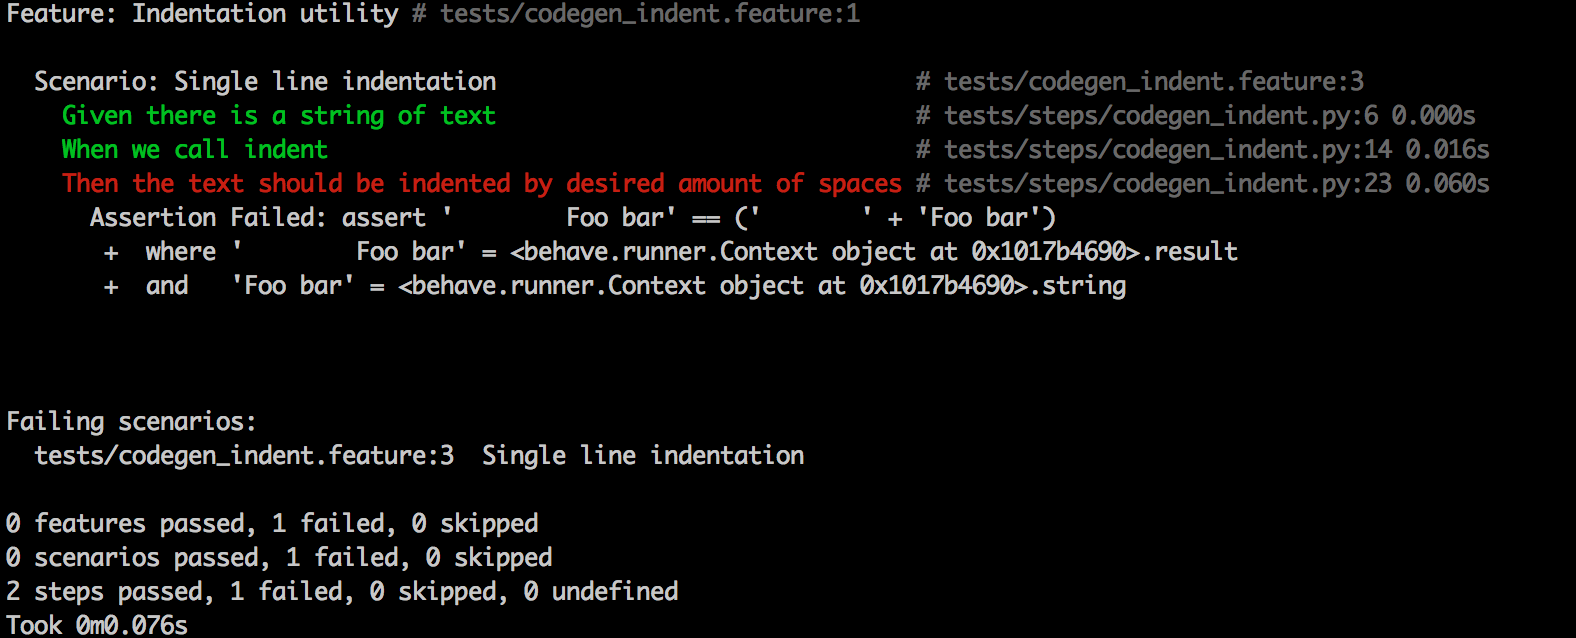 Feature: Indentation utility # tests/codegen_indent.feature:1
  Scenario: Single line indentation                              # tests/codegen_indent.feature:3
    Given there is a string of text                              # tests/steps/codegen_indent.py:6 0.000s
    When we call indent                                          # tests/steps/codegen_indent.py:14 0.016s
    Then the text should be indented by desired amount of spaces # tests/steps/codegen_indent.py:23 0.060s
      Assertion Failed: assert '        Foo bar' == ('       ' + 'Foo bar')
       +  where '        Foo bar' = <behave.runner.Context object at 0x1017b4690>.result
       +  and   'Foo bar' = <behave.runner.Context object at 0x1017b4690>.string
Failing scenarios:
  tests/codegen_indent.feature:3  Single line indentation
0 features passed, 1 failed, 0 skipped
0 scenarios passed, 1 failed, 0 skipped
2 steps passed, 1 failed, 0 skipped, 0 undefined
Took 0m0.076s